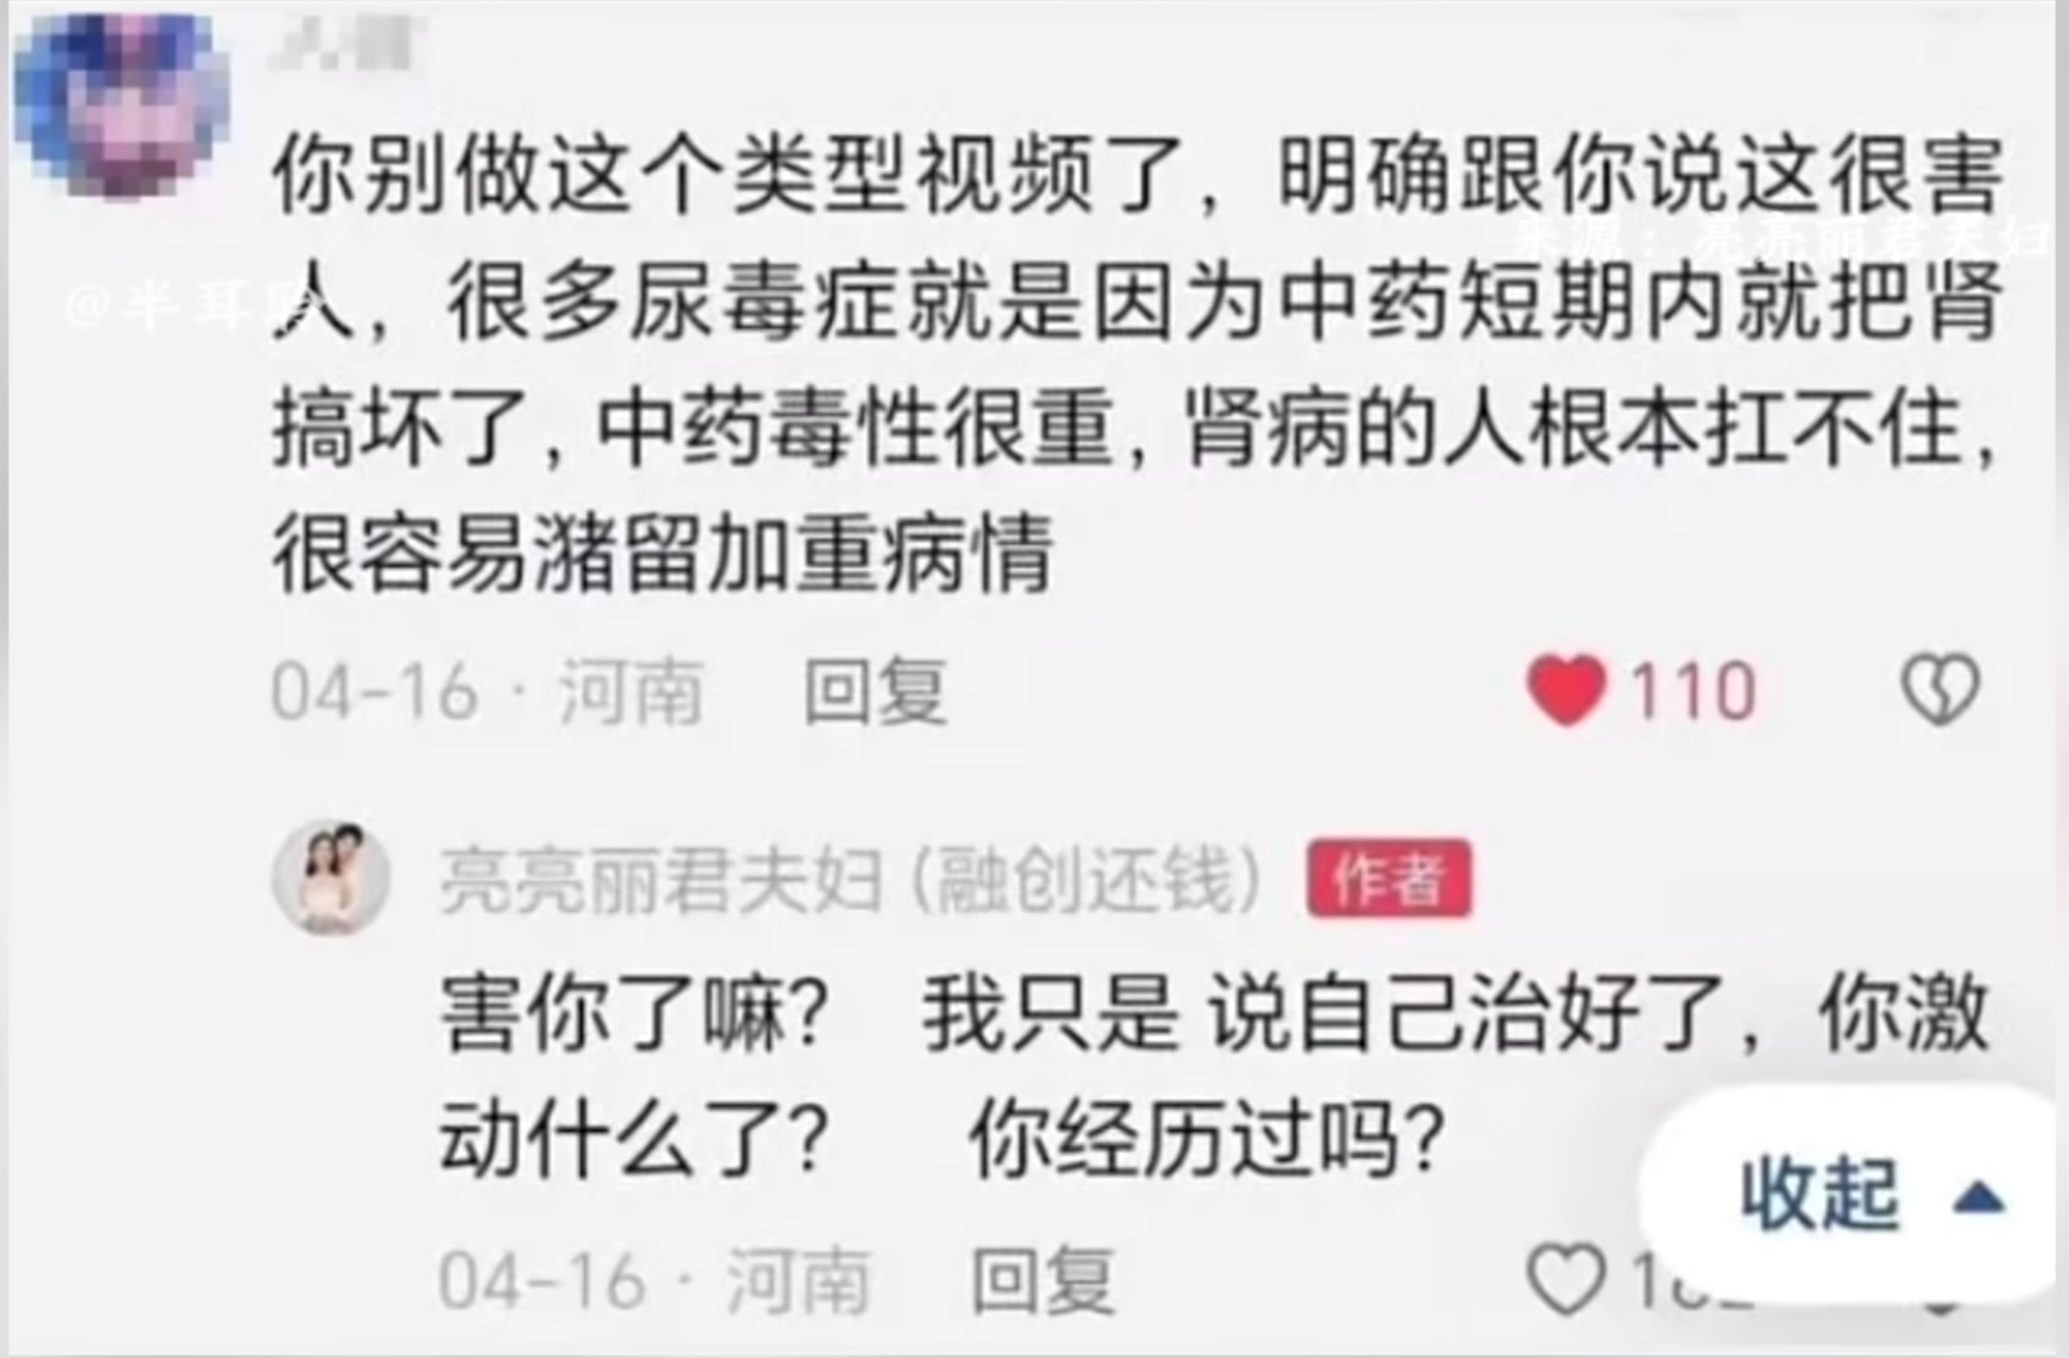 你别做这个类型视频了，明确跟你说这很害
来源：亮亮丽君夫妇
@半耳
人，很多尿毒症就是因为中药短期内就把肾
搞坏了，中药毒性很重，肾病的人根本扛不住，
很容易潴留加重病情
04-16 · 河南 回复 110
亮亮丽君夫妇（融创还钱） 作者
害你了嘛？ 我只是 说自己治好了，你激
动什么了？ 你经历过吗？
收起
04-16 · 河南 回复